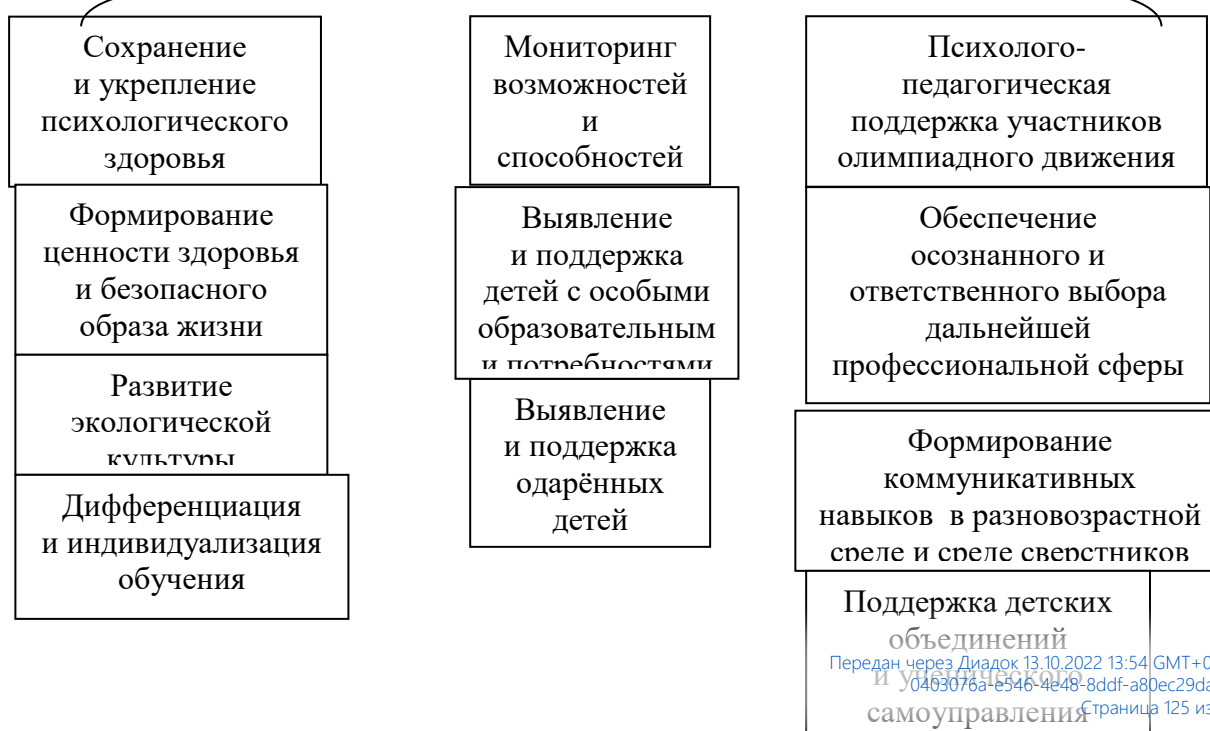 Сохранение
и укрепление
психологического
здоровья
Формирование
ценности здоровья
и безопасного
образа жизни
Развитие
экологической
культуры
Дифференциация
и индивидуализация
обучения
Мониторинг
возможностей
и
способностей
Выявление
и поддержка
детей с особыми
образовательным
и потребностями
Выявление
и поддержка
одарённых
детей
Психолого-
педагогическая
поддержка участников
олимпиадного движения
Обеспечение
осознанного и
ответственного выбора
дальнейшей
профессиональной сферы
Формирование
коммуникативных
навыков в разновозрастной
среде и среде сверстников
Поддержка детских
объединений
и ученического
самоуправления
Передан через Диадок 13.10.2022 13:54 GMT+0
0403076a-e546-4e48-8ddf-a80ec29da
Страница 125 из